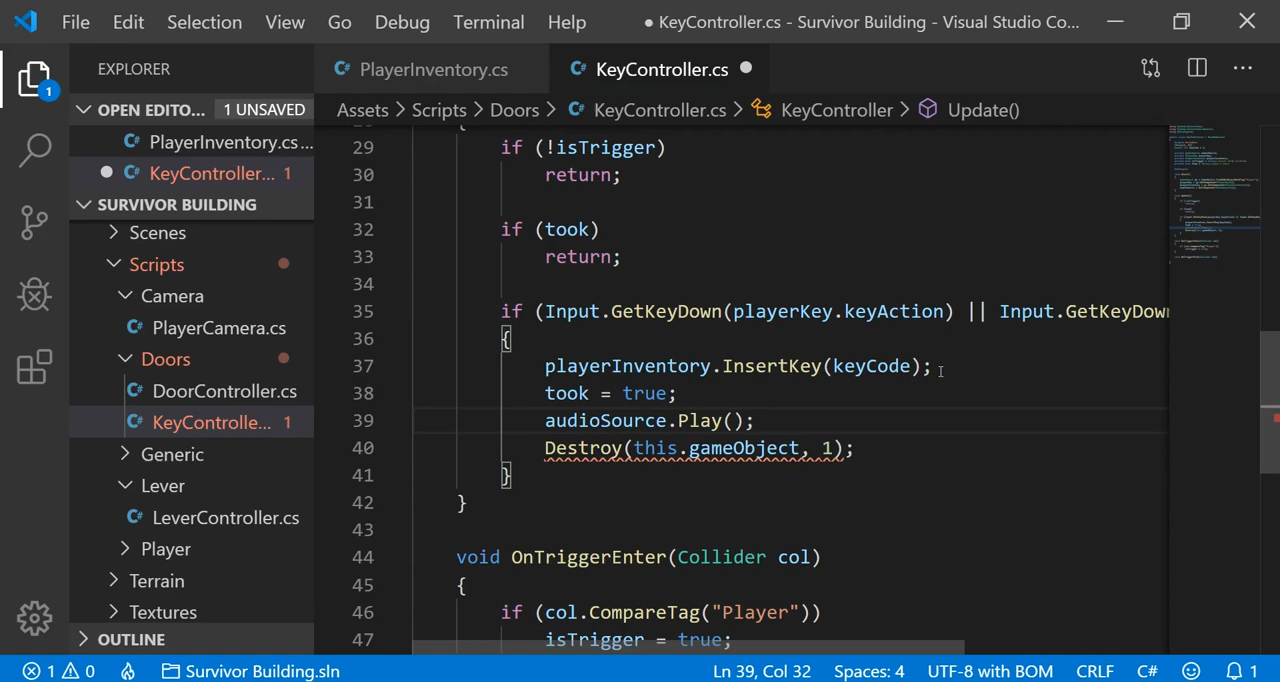 File Edit Selection View Go Debug Terminal Help ● KeyController.cs - Survivor Building - Visual Studio Co...
EXPLORER
PlayerInventory.cs KeyController.cs
OPEN EDITO... 1 UNSAVED
PlayerInventory.cs...
KeyController... 1
SURVIVOR BUILDING
Scenes
Scripts
Camera
PlayerCamera.cs
Doors
DoorController.cs
KeyControlle... 1
Generic
Lever
LeverController.cs
Player
Terrain
Textures
OUTLINE
1
Assets > Scripts > Doors > KeyController.cs > KeyController > Update()
29 if (!isTrigger)
30 return;
31
32 if (took)
33 return;
34
35 if (Input.GetKeyDown(playerKey.keyAction) || Input.GetKeyDown
36 {
37 playerInventory.InsertKey(keyCode);
38 took = true;
39 audioSource.Play();
40 Destroy(this.gameObject, 1);
41 }
42 }
43
44 void OnTriggerEnter(Collider col)
45 {
46 if (col.CompareTag("Player"))
47 isTrigger = true;
1 0 Survivor Building.sln Ln 39, Col 32 Spaces: 4 UTF-8 with BOM CRLF C# 1